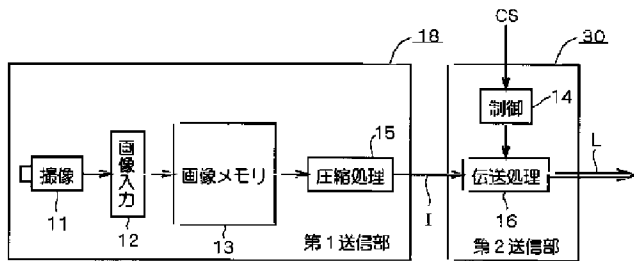 CS
18
30
制御
14
15
撮像
11
画像入力
12
画像メモリ
13
圧縮処理
I
伝送処理
16
L
第1送信部
第2送信部